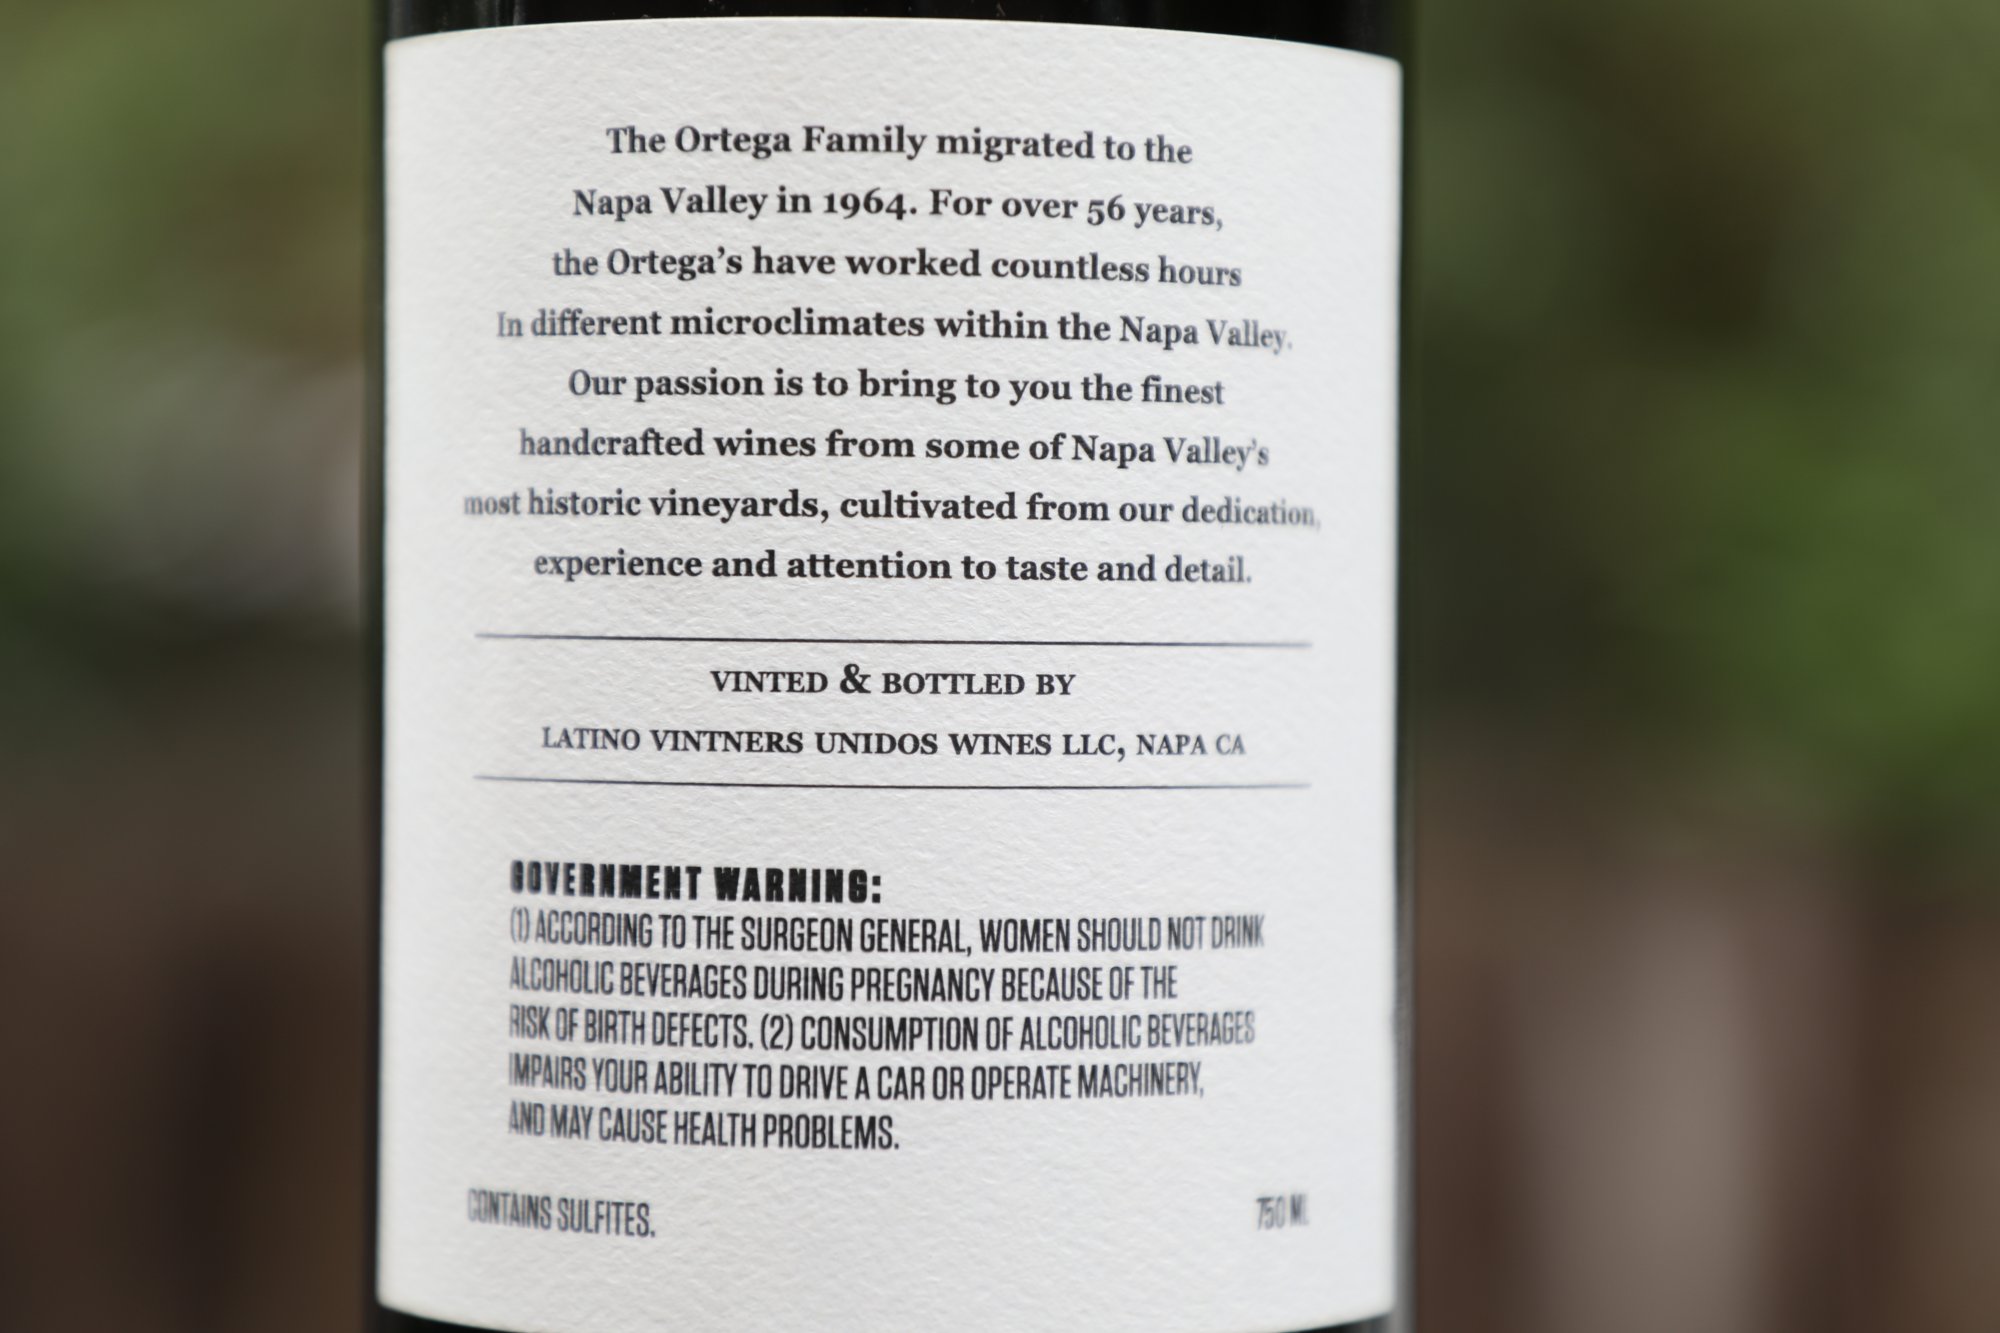 The Ortega Family migrated to the
Napa Valley in 1964. For over 56 years,
the Ortega's have worked countless hours
In different microclimates within the Napa Valley.
Our passion is to bring to you the finest
handcrafted wines from some of Napa Valley's
most historic vineyards, cultivated from our dedication,
experience and attention to taste and detail.
VINTED & BOTTLED BY
LATINO VINTNERS UNIDOS WINES LLC, NAPA CA
GOVERNMENT WARNING:
(1) ACCORDING TO THE SURGEON GENERAL, WOMEN SHOULD NOT DRINK
ALCOHOLIC BEVERAGES DURING PREGNANCY BECAUSE OF THE
RISK OF BIRTH DEFECTS. (2) CONSUMPTION OF ALCOHOLIC BEVERAGES
IMPAIRS YOUR ABILITY TO DRIVE A CAR OR OPERATE MACHINERY,
AND MAY CAUSE HEALTH PROBLEMS.
CONTAINS SULFITES.
750 ML